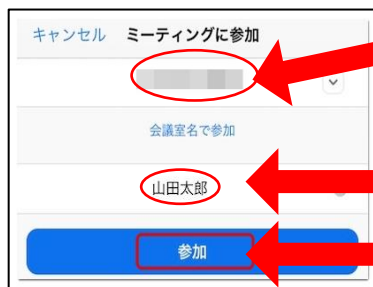 キャンセル ミーティングに参加
会議室名で参加
山田太郎
参加